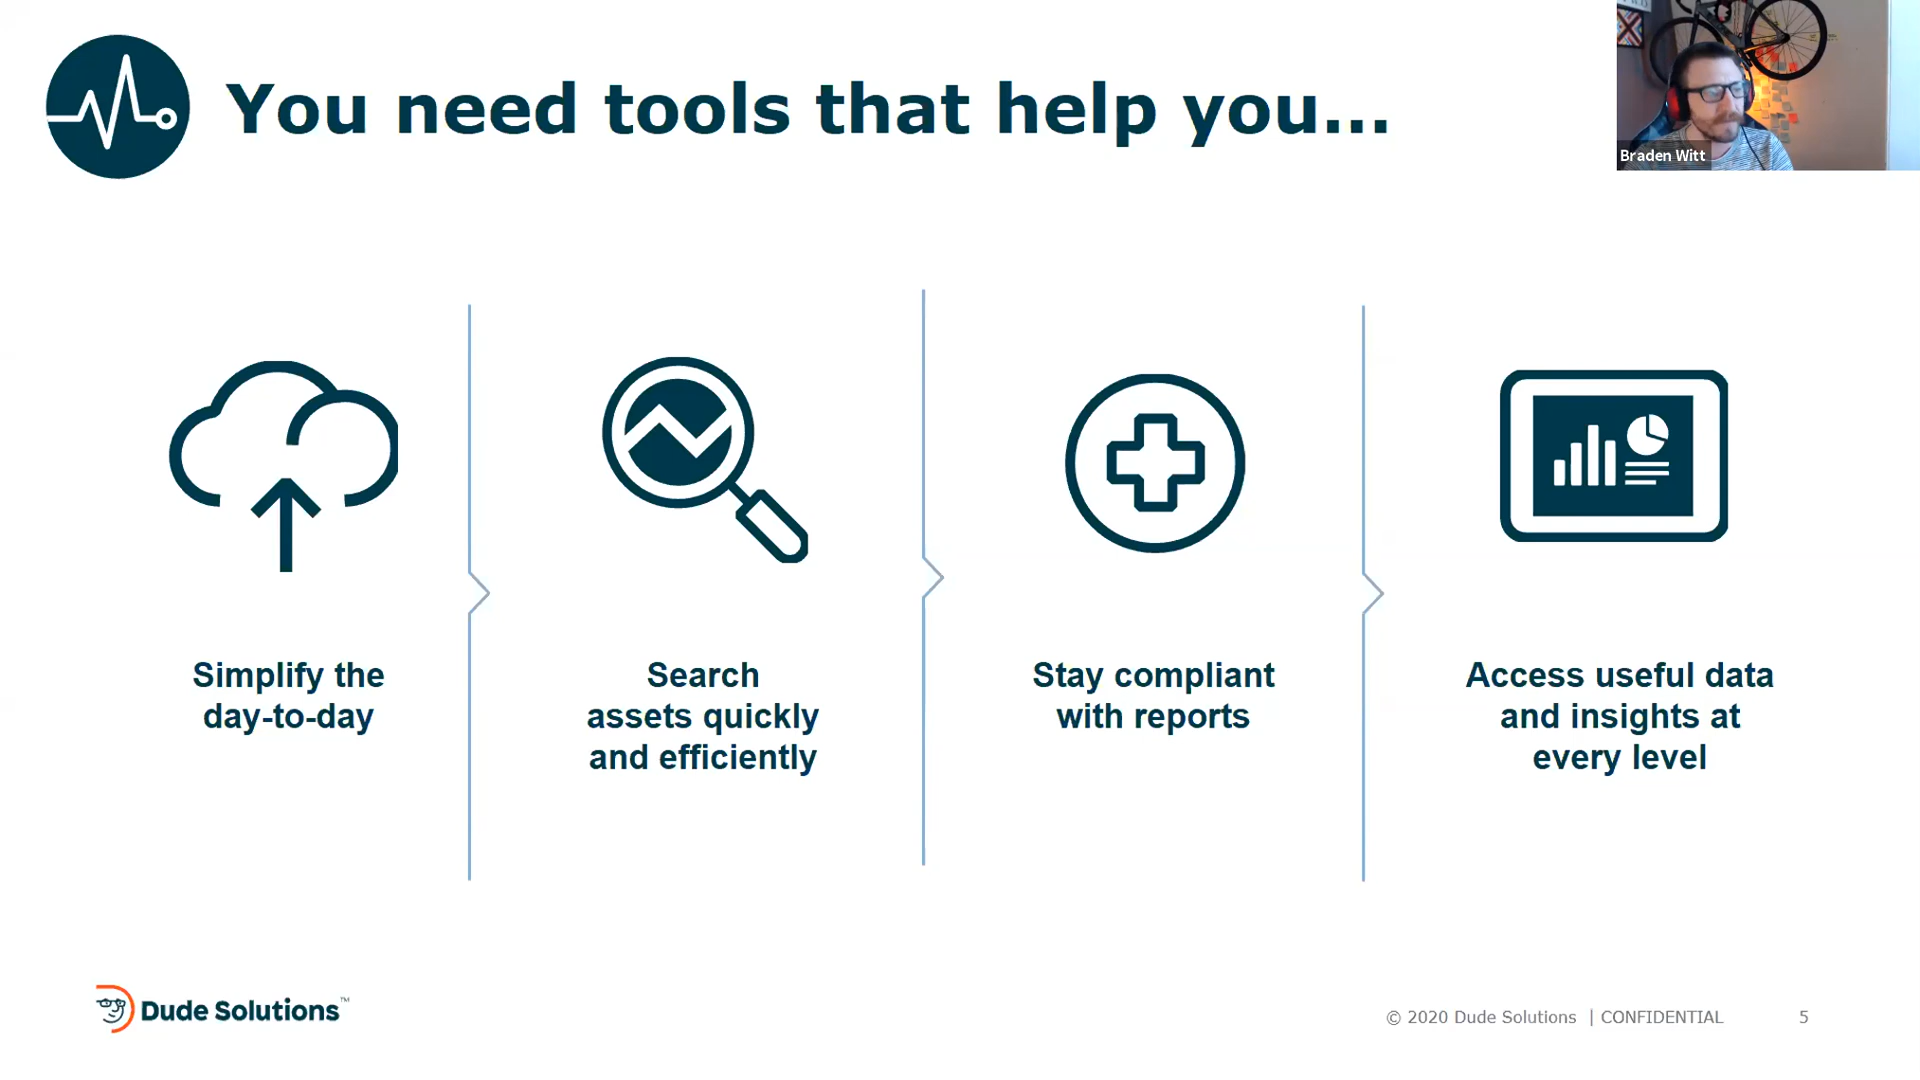 You need tools that help you...
Braden Witt
Simplify the
day-to-day
Search
assets quickly
and efficiently
Stay compliant
with reports
Access useful data
and insights at
every level
Dude Solutions™
© 2020 Dude Solutions | CONFIDENTIAL 5